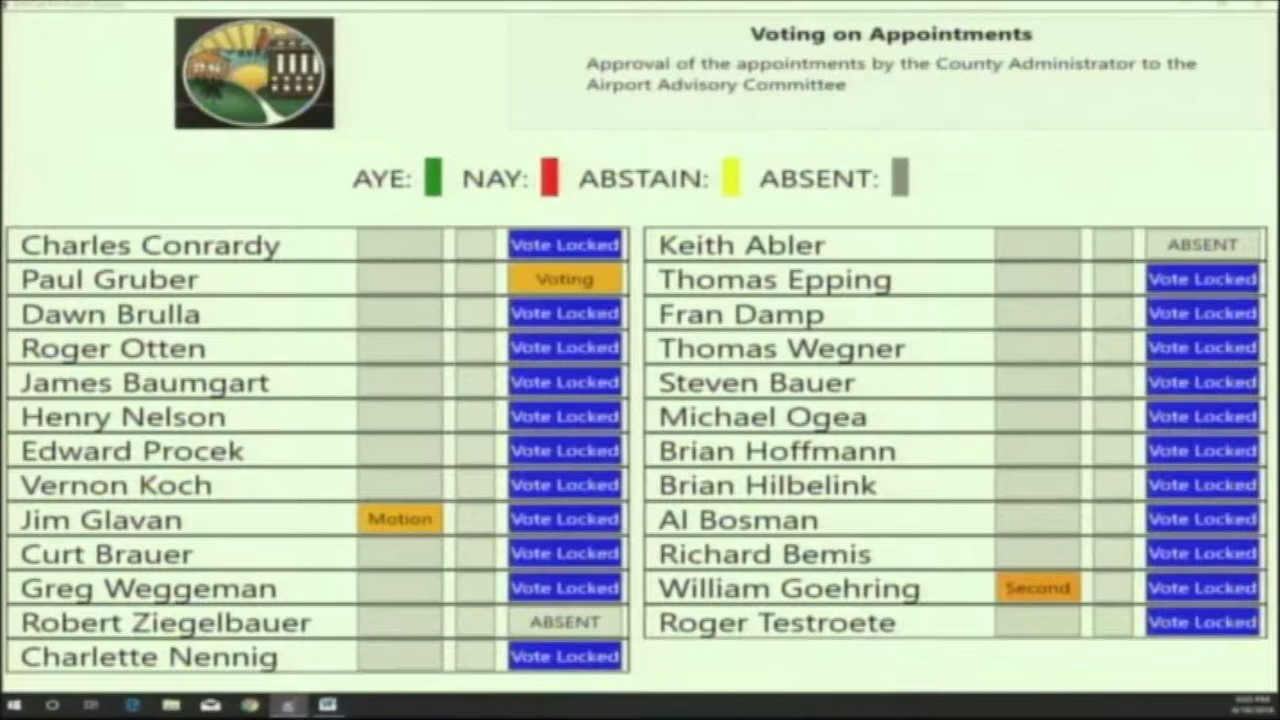 Voting on Appointments
Approval of the appointments by the County Administrator to the
Airport Advisory Committee
AYE: NAY: ABSTAIN: ABSENT:
Charles Conrardy Vote Locked
Paul Gruber Voting
Dawn Brulla Vote Locked
Roger Otten Vote Locked
James Baumgart Vote Locked
Henry Nelson Vote Locked
Edward Procek Vote Locked
Vernon Koch Vote Locked
Jim Glavan Motion Vote Locked
Curt Brauer Vote Locked
Greg Weggeman Vote Locked
Robert Ziegelbauer ABSENT
Charlette Nennig Vote Locked
Keith Abler ABSENT
Thomas Epping Vote Locked
Fran Damp Vote Locked
Thomas Wegner Vote Locked
Steven Bauer Vote Locked
Michael Ogea Vote Locked
Brian Hoffmann Vote Locked
Brian Hilbelink Vote Locked
Al Bosman Vote Locked
Richard Bemis Vote Locked
William Goehring Second Vote Locked
Roger Testroete Vote Locked